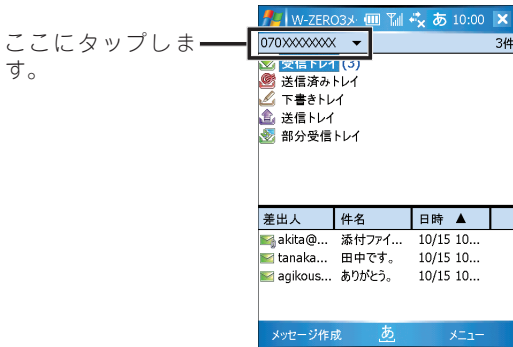 ここにタップしま
す。
W-ZERO3メ あ 10:00
070XXXXXXX 3件
受信トレイ (3)
送信済みトレイ
下書きトレイ
送信トレイ
部分受信トレイ
差出人 件名 日時 ▲
akita@... 添付ファイ... 10/15 10...
tanaka... 田中です。 10/15 10...
agikous... ありがとう。 10/15 10...
メッセージ作成 あ メニュー